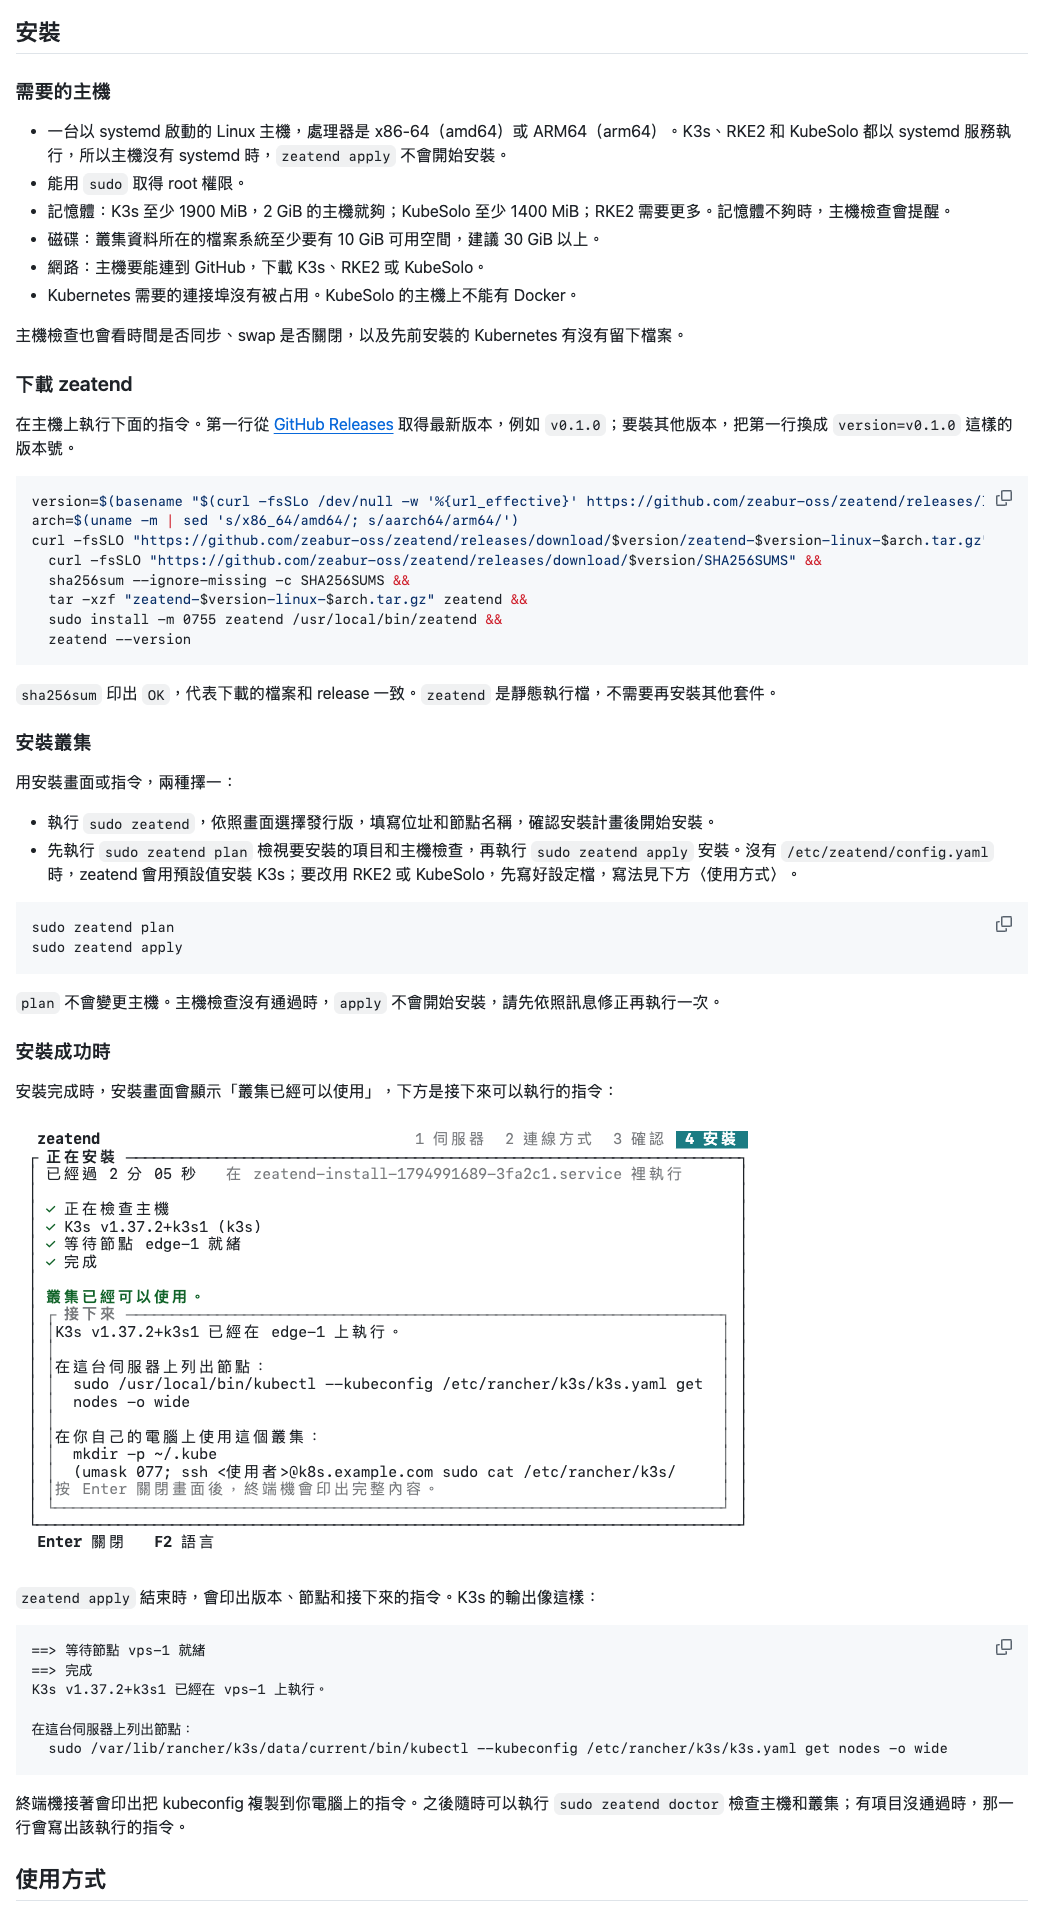 安裝
需要的主機
• 一台以 systemd 啟動的 Linux 主機，處理器是 x86-64（amd64）或 ARM64（arm64）。K3s、RKE2 和 KubeSolo 都以 systemd 服務執
行，所以主機沒有 systemd 時，zeatend apply 不會開始安裝。
• 能用 sudo 取得 root 權限。
• 記憶體：K3s 至少 1900 MiB，2 GiB 的主機就夠；KubeSolo 至少 1400 MiB；RKE2 需要更多。記憶體不夠時，主機檢查會提醒。
• 磁碟：叢集資料所在的檔案系統至少要有 10 GiB 可用空間，建議 30 GiB 以上。
• 網路：主機要能連到 GitHub，下載 K3s、RKE2 或 KubeSolo。
• Kubernetes 需要的連接埠沒有被占用。KubeSolo 的主機上不能有 Docker。
主機檢查也會看時間是否同步、swap 是否關閉，以及先前安裝的 Kubernetes 有沒有留下檔案。
下載 zeatend
在主機上執行下面的指令。第一行從 GitHub Releases 取得最新版本，例如 v0.1.0；要裝其他版本，把第一行換成 version=v0.1.0 這樣的
版本號。
version=$(basename "$(curl -fsSLo /dev/null -w '%{url_effective}' https://github.com/zeabur-oss/zeatend/releases/
arch=$(uname -m | sed 's/x86_64/amd64/; s/aarch64/arm64/')
curl -fsSLO "https://github.com/zeabur-oss/zeatend/releases/download/$version/zeatend-$version-linux-$arch.tar.gz"
curl -fsSLO "https://github.com/zeabur-oss/zeatend/releases/download/$version/SHA256SUMS" &&
sha256sum --ignore-missing -c SHA256SUMS &&
tar -xzf "zeatend-$version-linux-$arch.tar.gz" zeatend &&
sudo install -m 0755 zeatend /usr/local/bin/zeatend &&
zeatend --version
sha256sum 印出 OK，代表下載的檔案和 release 一致。zeatend 是靜態執行檔，不需要再安裝其他套件。
安裝叢集
用安裝畫面或指令，兩種擇一：
• 執行 sudo zeatend，依照畫面選擇發行版，填寫位址和節點名稱，確認安裝計畫後開始安裝。
• 先執行 sudo zeatend plan 檢視要安裝的項目和主機檢查，再執行 sudo zeatend apply 安裝。沒有 /etc/zeatend/config.yaml
時，zeatend 會用預設值安裝 K3s；要改用 RKE2 或 KubeSolo，先寫好設定檔，寫法見下方〈使用方式〉。
sudo zeatend plan
sudo zeatend apply
plan 不會變更主機。主機檢查沒有通過時，apply 不會開始安裝，請先依照訊息修正再執行一次。
安裝成功時
安裝完成時，安裝畫面會顯示「叢集已經可以使用」，下方是接下來可以執行的指令：
zeatend 1 伺服器 2 連線方式 3 確認 4 安裝
正在安裝
已經過 2 分 05 秒 在 zeatend-install-1794991689-3fa2c1.service 裡執行
✓ 正在檢查主機
✓ K3s v1.37.2+k3s1 (k3s)
✓ 等待節點 edge-1 就緒
✓ 完成
叢集已經可以使用。
接下來
K3s v1.37.2+k3s1 已經在 edge-1 上執行。
在這台伺服器上列出節點：
sudo /usr/local/bin/kubectl --kubeconfig /etc/rancher/k3s/k3s.yaml get
nodes -o wide
在你自己的電腦上使用這個叢集：
mkdir -p ~/.kube
(umask 077; ssh <使用者>@k8s.example.com sudo cat /etc/rancher/k3s/
按 Enter 關閉畫面後，終端機會印出完整內容。
Enter 關閉 F2 語言
zeatend apply 結束時，會印出版本、節點和接下來的指令。K3s 的輸出像這樣：
==> 等待節點 vps-1 就緒
==> 完成
K3s v1.37.2+k3s1 已經在 vps-1 上執行。
在這台伺服器上列出節點：
sudo /var/lib/rancher/k3s/data/current/bin/kubectl --kubeconfig /etc/rancher/k3s/k3s.yaml get nodes -o wide
終端機接著會印出把 kubeconfig 複製到你電腦上的指令。之後隨時可以執行 sudo zeatend doctor 檢查主機和叢集；有項目沒通過時，那一
行會寫出該執行的指令。
使用方式